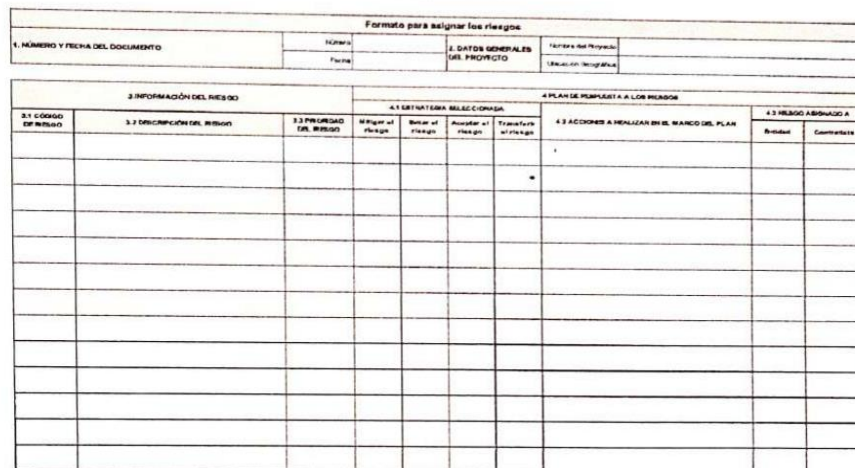 Formato para asignar los riesgos
1. NÚMERO Y FECHA DEL DOCUMENTO
Número
Fecha
2. DATOS GENERALES DEL PROYECTO
Nombre del Proyecto
Ubicación Geográfica
3. INFORMACIÓN DEL RIESGO
4 PLAN DE RESPUESTA A LOS RIESGOS
3.1 CÓDIGO DE RIESGO
3.2 DESCRIPCIÓN DEL RIESGO
3.3 PRIORIDAD DEL RIESGO
4.1 ESTRATEGIA SELECCIONADA
Mitigar el riesgo
Evitar el riesgo
Aceptar el riesgo
Transferir el riesgo
4.2 ACCIONES A REALIZAR EN EL MARCO DEL PLAN
4.3 RIESGO ASIGNADO A
Entidad
Contratista